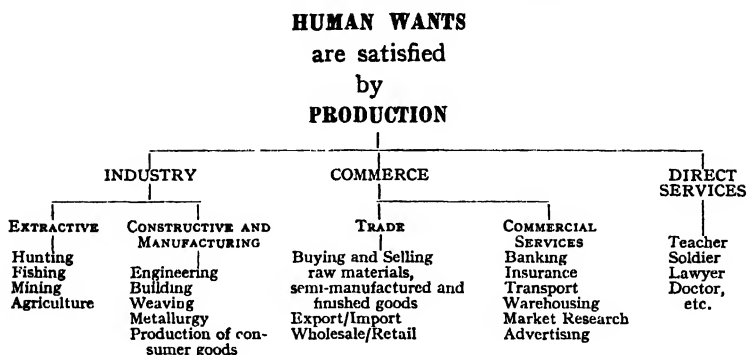 HUMAN WANTS
are satisfied
by
PRODUCTION
INDUSTRY
COMMERCE
DIRECT
SERVICES
EXTRACTIVE
Hunting
Fishing
Mining
Agriculture
CONSTRUCTIVE AND
MANUFACTURING
Engineering
Building
Weaving
Metallurgy
Production of con-
sumer goods
TRADE
Buying and Selling
raw materials,
semi-manufactured and
finished goods
Export/Import
Wholesale/Retail
COMMERCIAL
SERVICES
Banking
Insurance
Transport
Warehousing
Market Research
Advertising
Teacher
Soldier
Lawyer
Doctor,
etc.